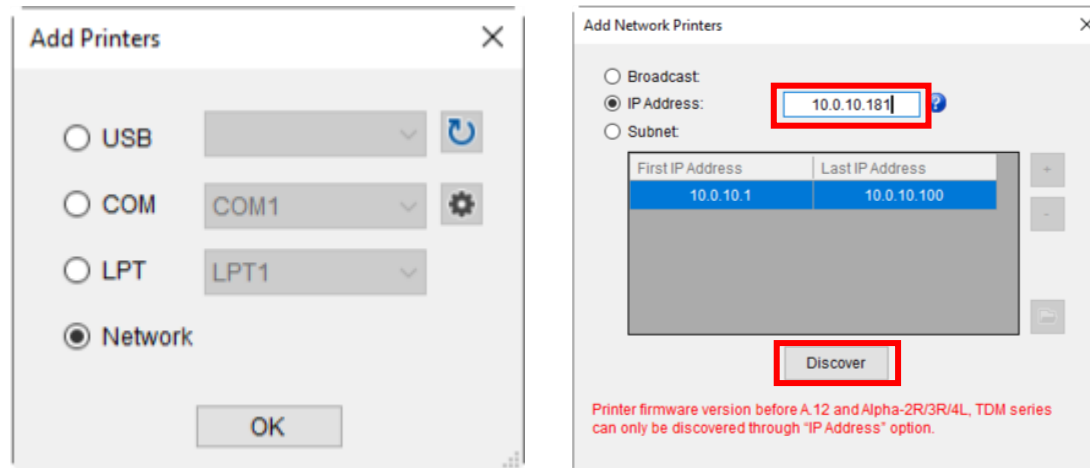 Add Printers
USB
COM
COM1
LPT
LPT1
Network
OK
Add Network Printers
Broadcast:
IP Address:
10.0.10.181
?
Subnet:
First IP Address
Last IP Address
10.0.10.1
10.0.10.100
+
-
Discover
Printer firmware version before A.12 and Alpha-2R/3R/4L, TDM series
can only be discovered through "IP Address" option.